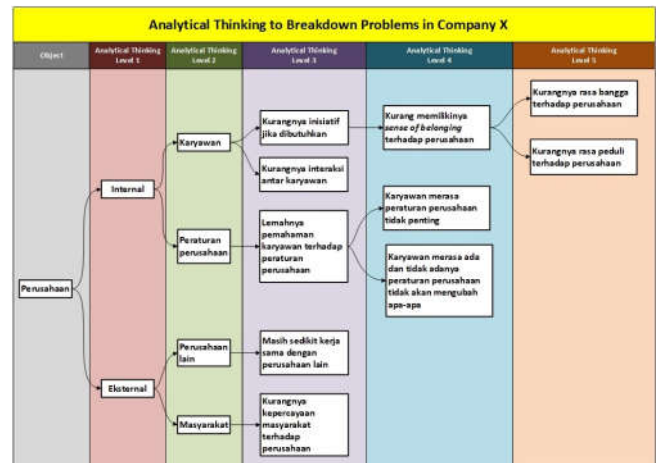 Analytical Thinking to Breakdown Problems in Company X
Object
Analytical Thinking
Level 1
Analytical Thinking
Level 2
Analytical Thinking
Level 3
Analytical Thinking
Level 4
Analytical Thinking
Level 5
Perusahaan
Internal
Eksternal
Karyawan
Peraturan
perusahaan
Perusahaan
lain
Masyarakat
Kurangnya inisiatif
jika dibutuhkan
Kurangnya interaksi
antar karyawan
Lemahnya
pemahaman
karyawan terhadap
peraturan
perusahaan
Masih sedikit kerja
sama dengan
perusahaan lain
Kurangnya
kepercayaan
masyarakat
terhadap
perusahaan
Kurang memilikinya
sense of belonging
terhadap perusahaan
Karyawan merasa
peraturan perusahaan
tidak penting
Karyawan merasa ada
dan tidak adanya
peraturan perusahaan
tidak akan mengubah
apa-apa
Kurangnya rasa bangga
terhadap perusahaan
Kurangnya rasa peduli
terhadap perusahaan